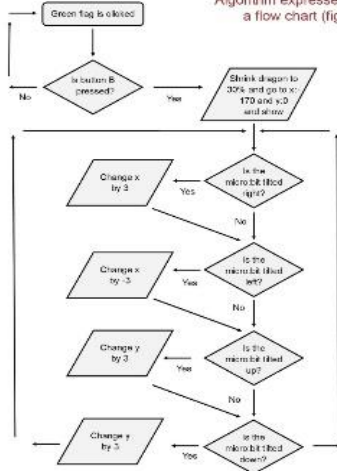 Algorithm expresse
a flow chart (fig
Green flag is clicked
Is button B
pressed?
No
Yes
Shrink dragon to
30% and go to x:-
170 and y:0
and show
Is the
micro:bit tilted
right?
Yes
Change x
by 3
No
Is the
micro:bit tilted
left?
Yes
Change x
by -3
No
Is the
micro:bit tilted
up?
Yes
Change y
by 3
No
Is the
micro:bit tilted
down?
Yes
Change y
by 3